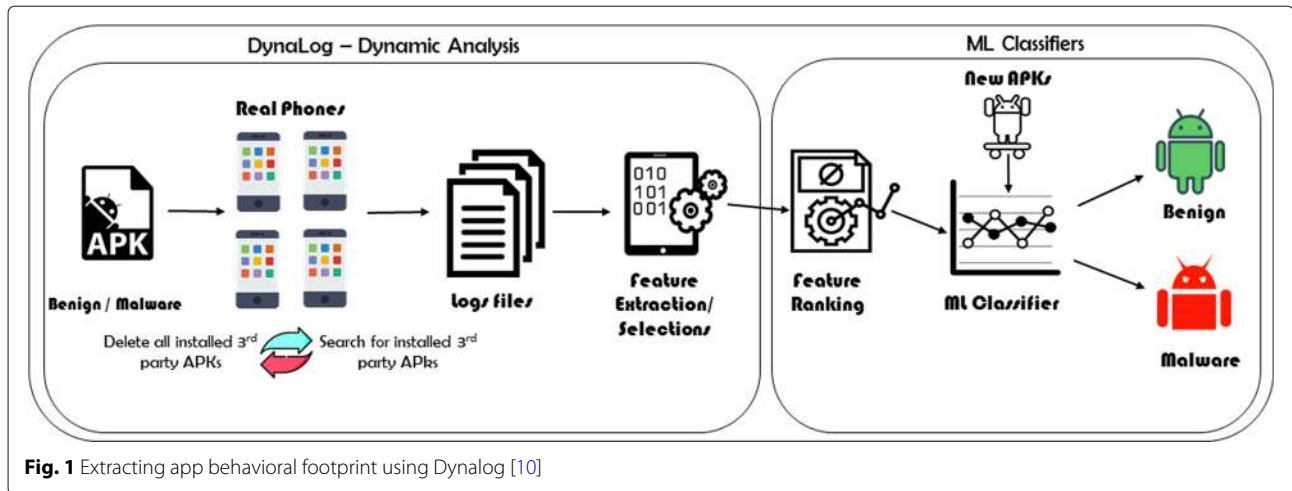 DynaLog – Dynamic Analysis
ML Classifiers
Real Phones
New APKs
APK
010
101
001
Benign / Malware
Logs files
Feature
Extraction/
Selections
Feature
Ranking
ML Classifier
Benign
Malware
Delete all installed 3rd
party APKs
Search for installed 3rd
party APks
Fig. 1 Extracting app behavioral footprint using Dynalog [10]